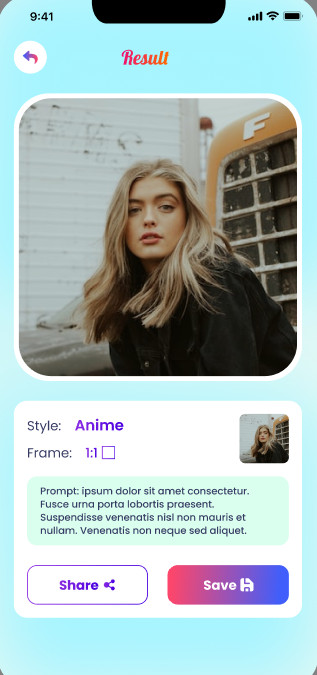 9:41
Result
F
Style: Anime
Frame: 1:1
Prompt: ipsum dolor sit amet consectetur.
Fusce urna porta lobortis praesent.
Suspendisse venenatis nisl non mauris et
nullam. Venenatis non neque sed aliquet.
Share
Save